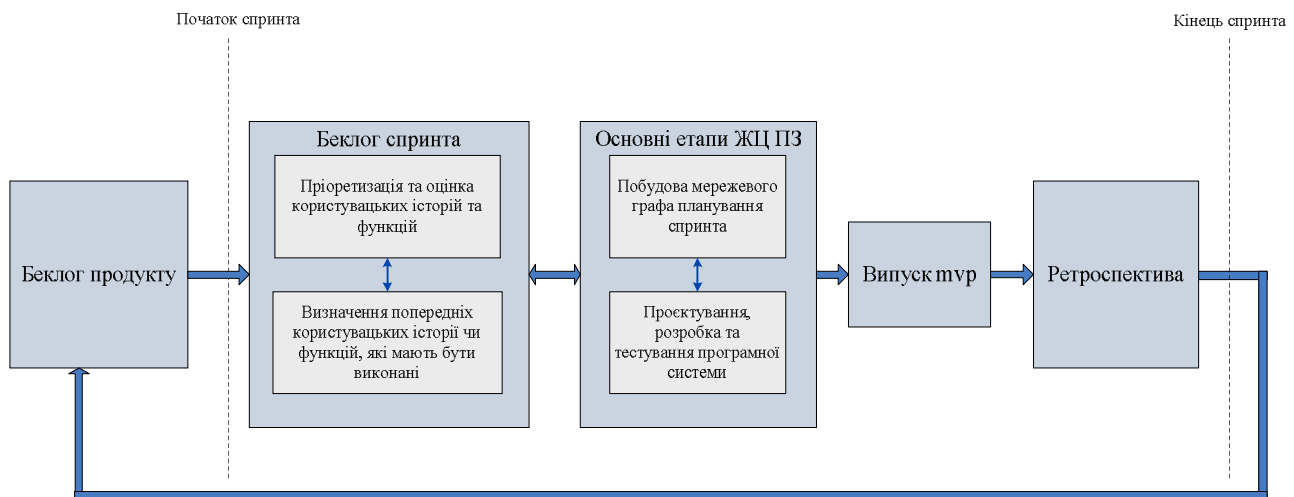 Початок спринта
Кінець спринта
Беклог продукту
Беклог спринта
Пріоретизація та оцінка
користувацьких історій та
функцій
Визначення попередніх
користувацьких історії чи
функцій, які мають бути
виконані
Основні етапи ЖЦ ПЗ
Побудова мережевого
графа планування
спринта
Проєктування,
розробка та
тестування програмної
системи
Випуск mvp
Ретроспектива